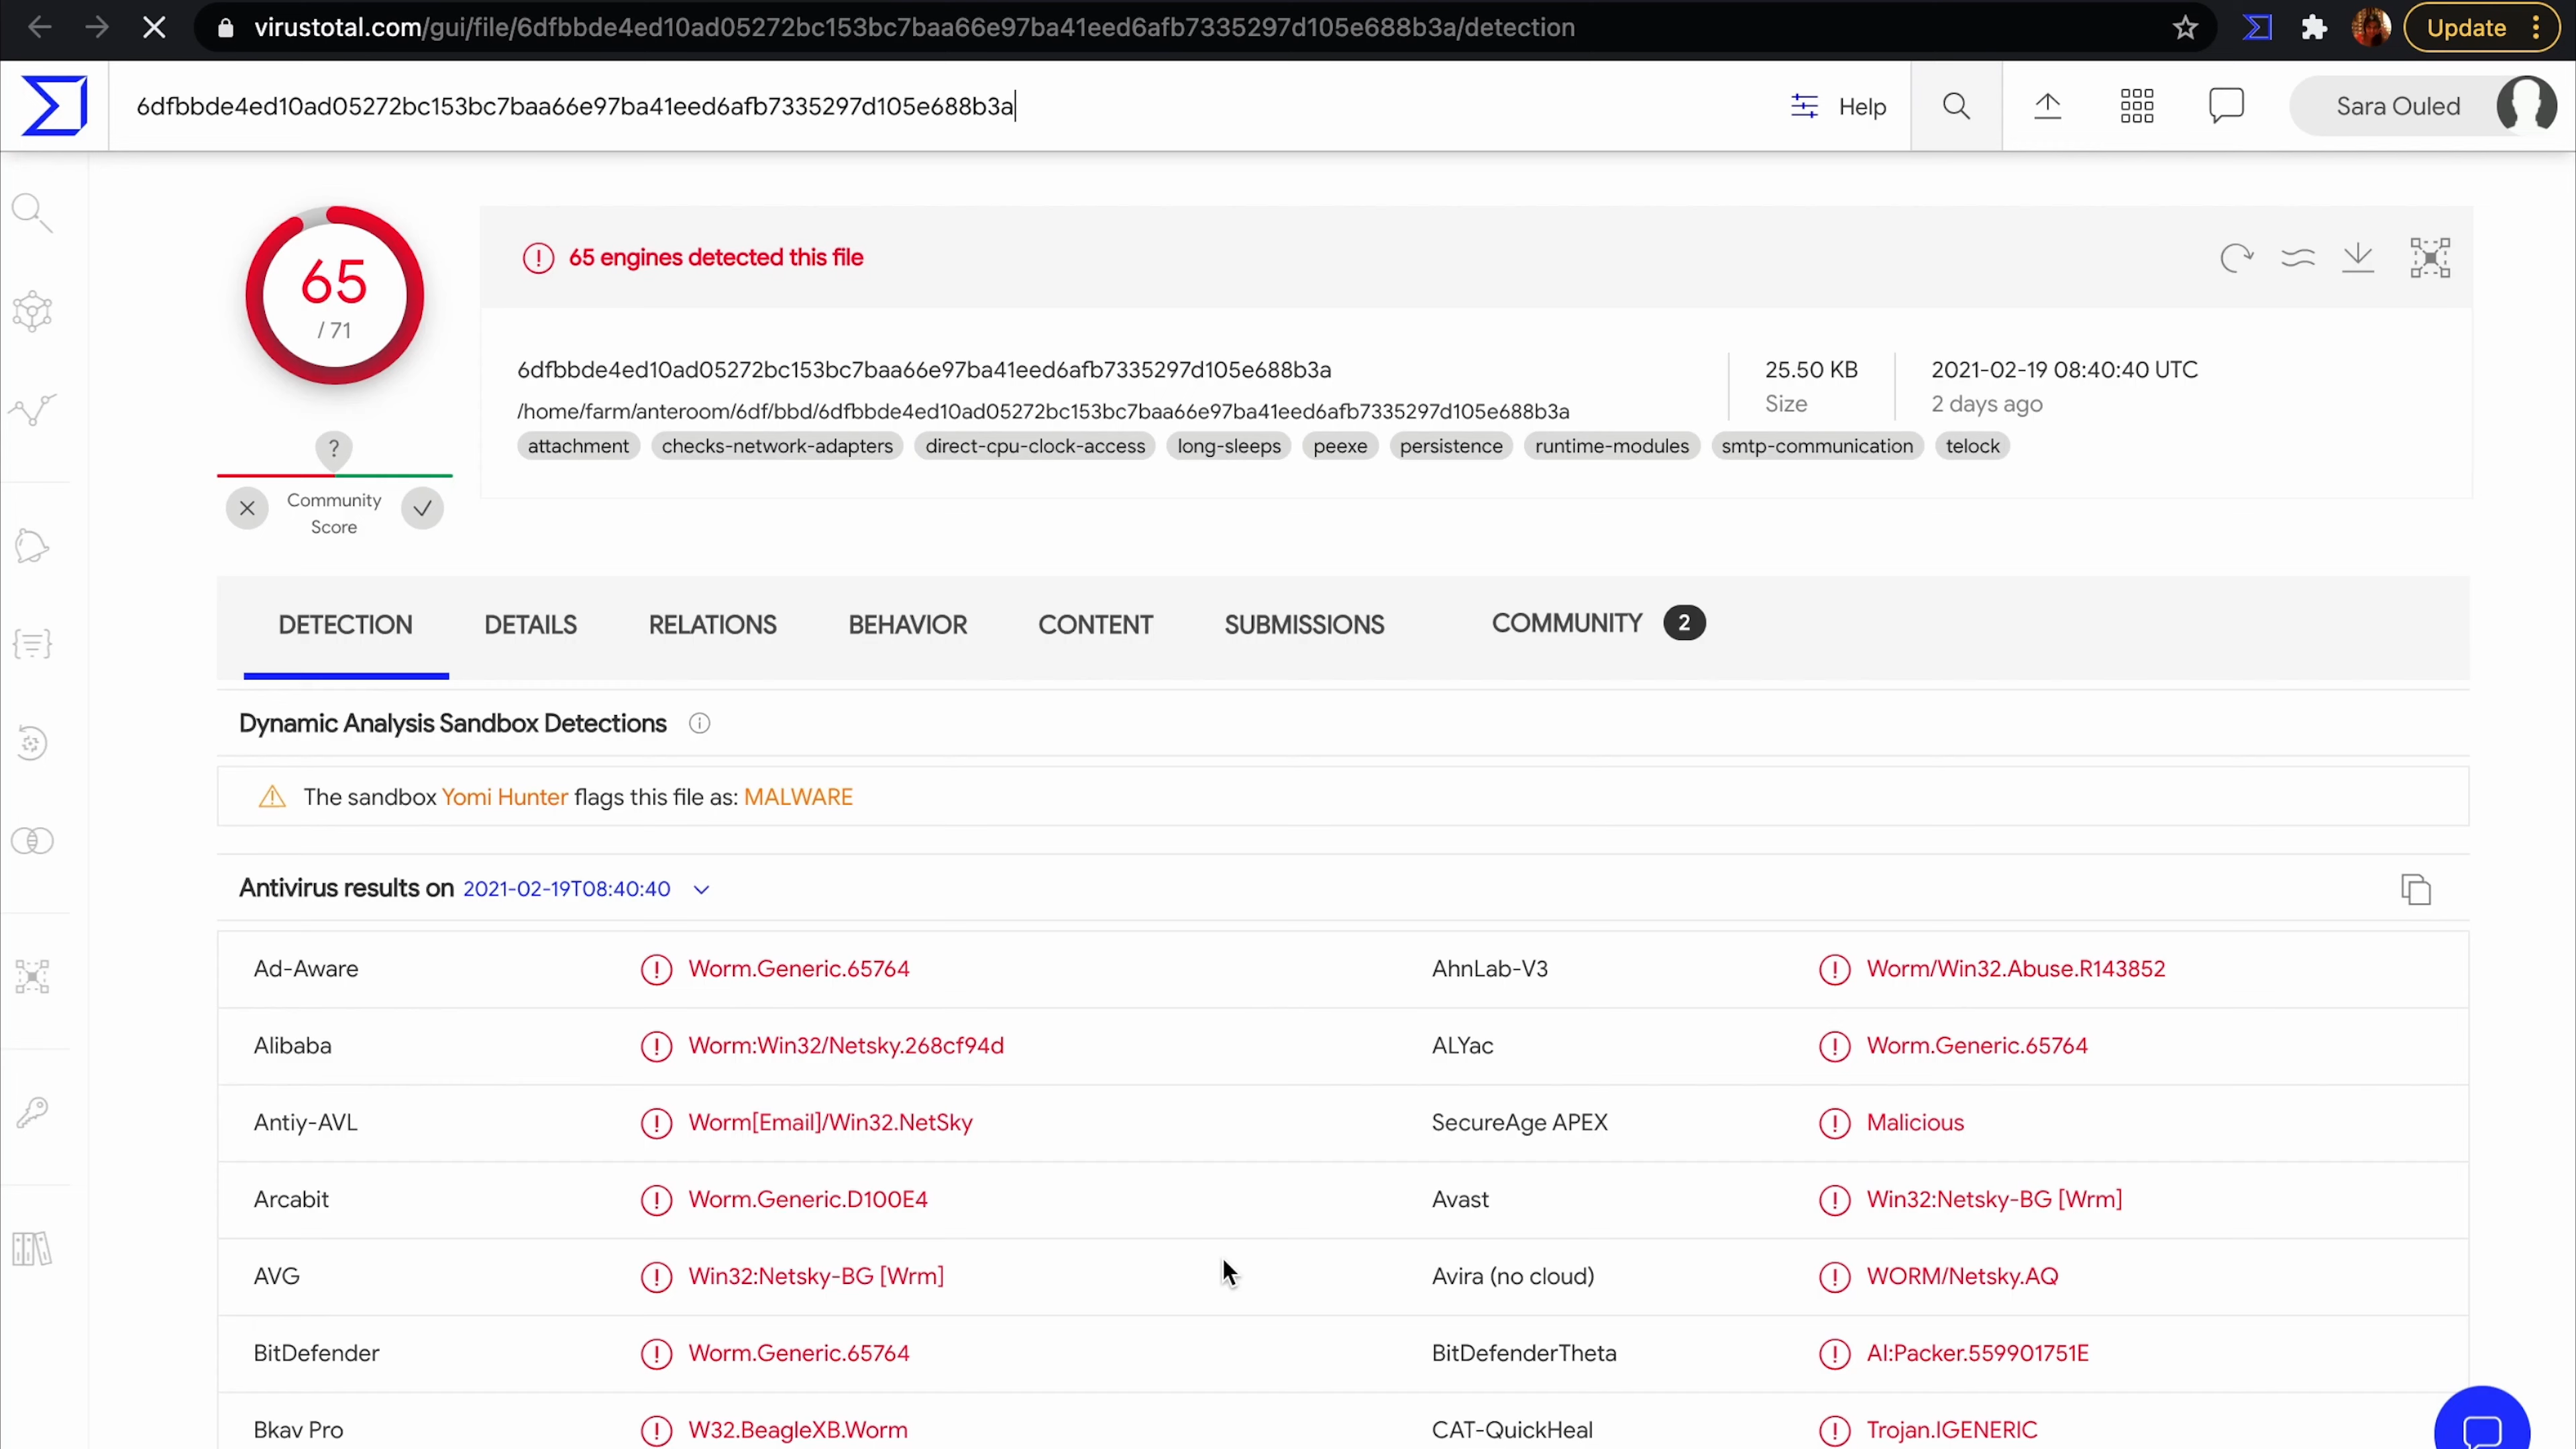 virustotal.com/gui/file/6dfbbde4ed10ad05272bc153bc7baa66e97ba41eed6afb7335297d105e688b3a/detection
Update
6dfbbde4ed10ad05272bc153bc7baa66e97ba41eed6afb7335297d105e688b3a
Help
Sara Ouled
65
/ 71
65 engines detected this file
6dfbbde4ed10ad05272bc153bc7baa66e97ba41eed6afb7335297d105e688b3a
25.50 KB
2021-02-19 08:40:40 UTC
/home/farm/anteroom/6df/bbd/6dfbbde4ed10ad05272bc153bc7baa66e97ba41eed6afb7335297d105e688b3a
Size
2 days ago
attachment checks-network-adapters direct-cpu-clock-access long-sleeps peexe persistence runtime-modules smtp-communication telock
?
Community
Score
DETECTION DETAILS RELATIONS BEHAVIOR CONTENT SUBMISSIONS COMMUNITY 2
Dynamic Analysis Sandbox Detections
The sandbox Yomi Hunter flags this file as: MALWARE
Antivirus results on 2021-02-19T08:40:40
Ad-Aware Worm.Generic.65764 AhnLab-V3 Worm/Win32.Abuse.R143852
Alibaba Worm:Win32/Netsky.268cf94d ALYac Worm.Generic.65764
Antiy-AVL Worm[Email]/Win32.NetSky SecureAge APEX Malicious
Arcabit Worm.Generic.D100E4 Avast Win32:Netsky-BG [Wrm]
AVG Win32:Netsky-BG [Wrm] Avira (no cloud) WORM/Netsky.AQ
BitDefender Worm.Generic.65764 BitDefenderTheta AI:Packer.559901751E
Bkav Pro W32.BeagleXB.Worm CAT-QuickHeal Trojan.IGENERIC